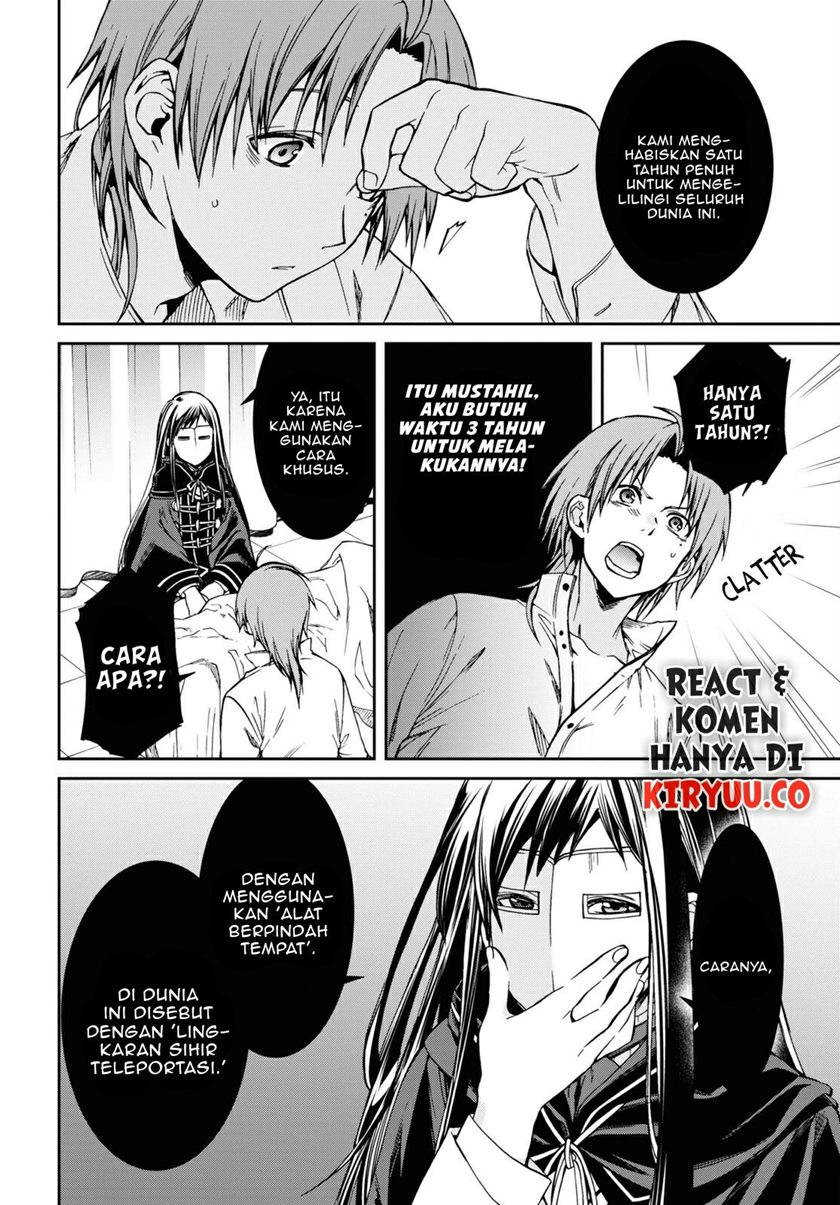 KAMI MENG-
HABISKAN SATU
TAHUN PENUH
UNTUK MENGE-
LILINGI SELURUH
DUNIA INI.
HANYA
SATU
TAHUN?!
ITU MUSTAHIL,
AKU BUTUH
WAKTU 3 TAHUN
UNTUK MELA-
KUKANNYA!
CLATTER
YA, ITU
KARENA
KAMI MENG-
GUNAKAN
CARA
KHUSUS.
CARA
APA?!
REACT &
KOMEN
HANYA DI
KIRYUU.CO
CARANYA,
DENGAN
MENGGUNA-
KAN 'ALAT
BERPINDAH
TEMPAT'.
DI DUNIA
INI DISEBUT
DENGAN 'LING-
KARAN SIHIR
TELEPORTASI.'